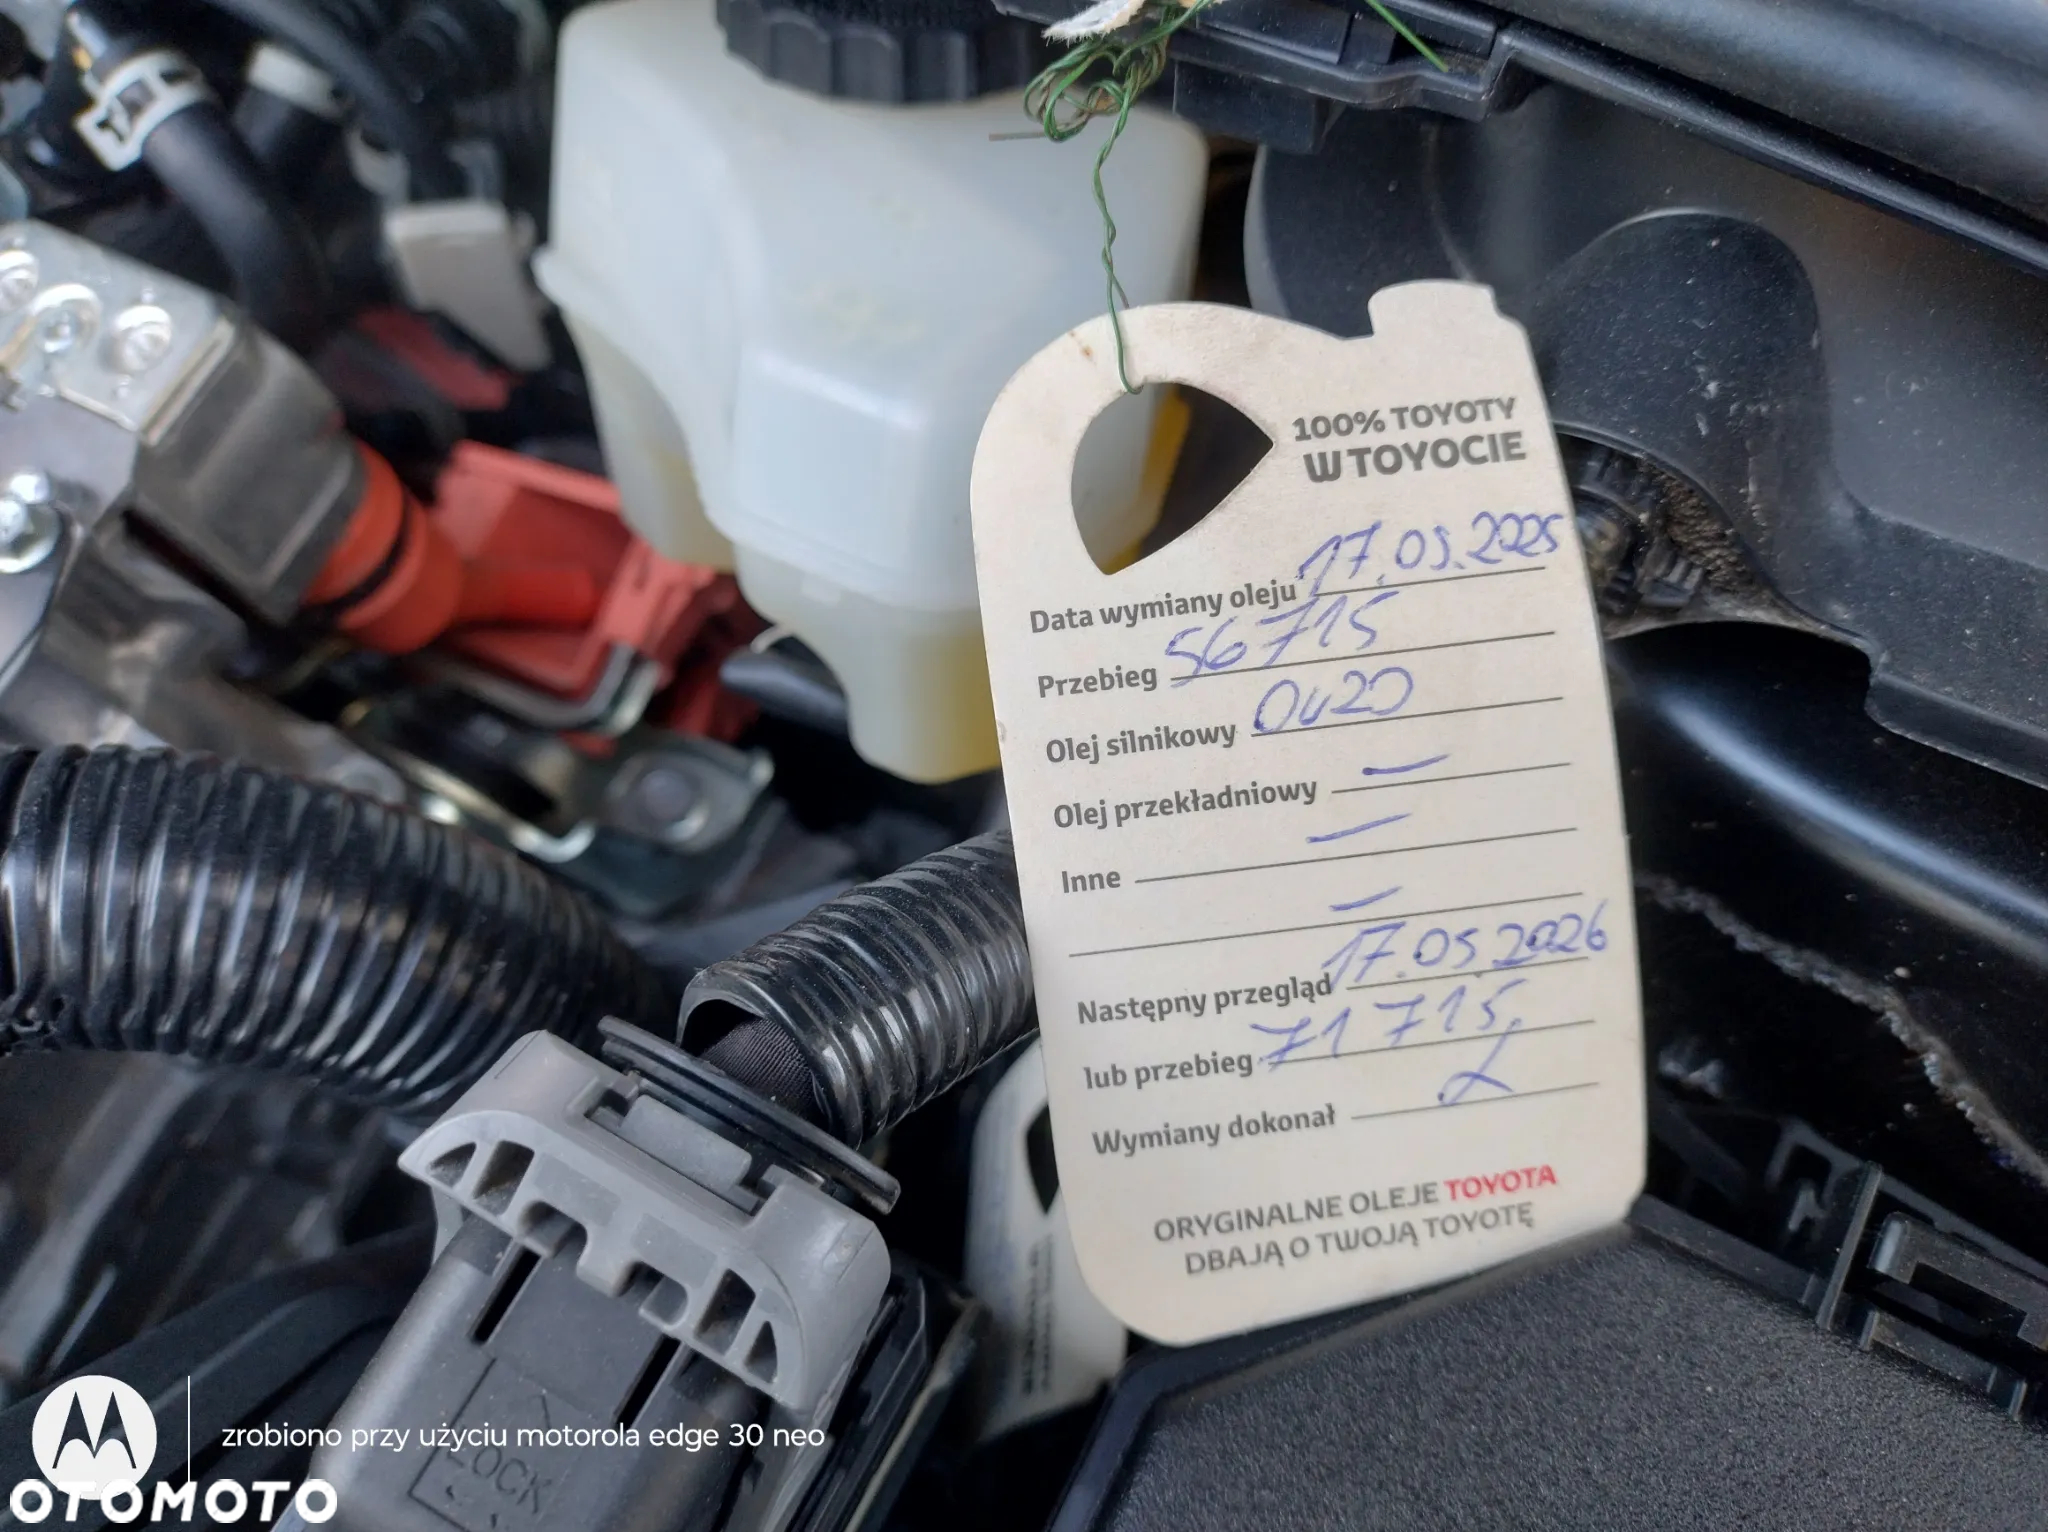 100% TOYOTY
W TOYOCIE
Data wymiany oleju 17.05.2025
Przebieg 56715
Olej silnikowy 0w20
Olej przekładniowy —
Inne —
—
Następny przegląd 17.05.2026
lub przebieg 71715
Wymiany dokonał
ORYGINALNE OLEJE TOYOTA
DBAJĄ O TWOJĄ TOYOTĘ
LOCK
zrobiono przy użyciu motorola edge 30 neo
OTOMOTO